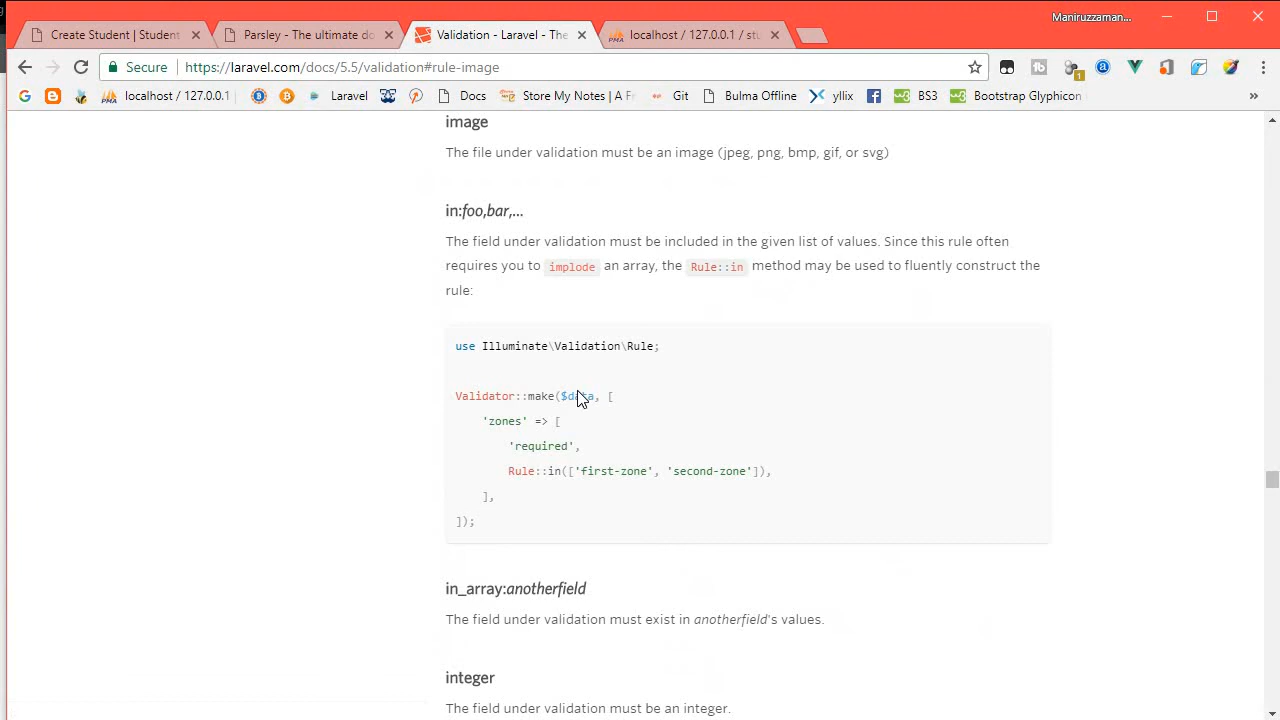 Maniruzzaman...
Create Student | Student
Parsley - The ultimate do
Validation - Laravel - The
localhost / 127.0.0.1 / stu
Secure
https://laravel.com/docs/5.5/validation#rule-image
1
localhost / 127.0.0.1
Laravel
Docs
Store My Notes | A Fr
Git
Bulma Offline
yllix
BS3
Bootstrap Glyphicon
»
image
The file under validation must be an image (jpeg, png, bmp, gif, or svg)
in:foo,bar,...
The field under validation must be included in the given list of values. Since this rule often
requires you to implode an array, the Rule::in method may be used to fluently construct the
rule:
use Illuminate\Validation\Rule;
Validator::make($data, [
'zones' => [
'required',
Rule::in(['first-zone', 'second-zone']),
],
]);
in_array:anotherfield
The field under validation must exist in anotherfield's values.
integer
The field under validation must be an integer.